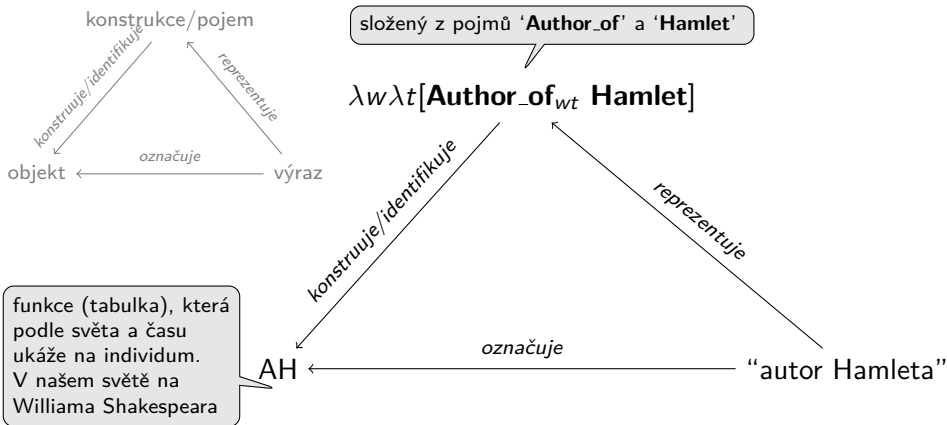 konstrukce/pojem
konstruuje/identifikuje
reprezentuje
označuje
objekt
výraz
složený z pojmů ‘Author_of’ a ‘Hamlet’
λwλt[Author_of_wt Hamlet]
konstruuje/identifikuje
reprezentuje
funkce (tabulka), která
podle světa a času
ukáže na individum.
V našem světě na
Williama Shakespeara
AH
označuje
“autor Hamleta”